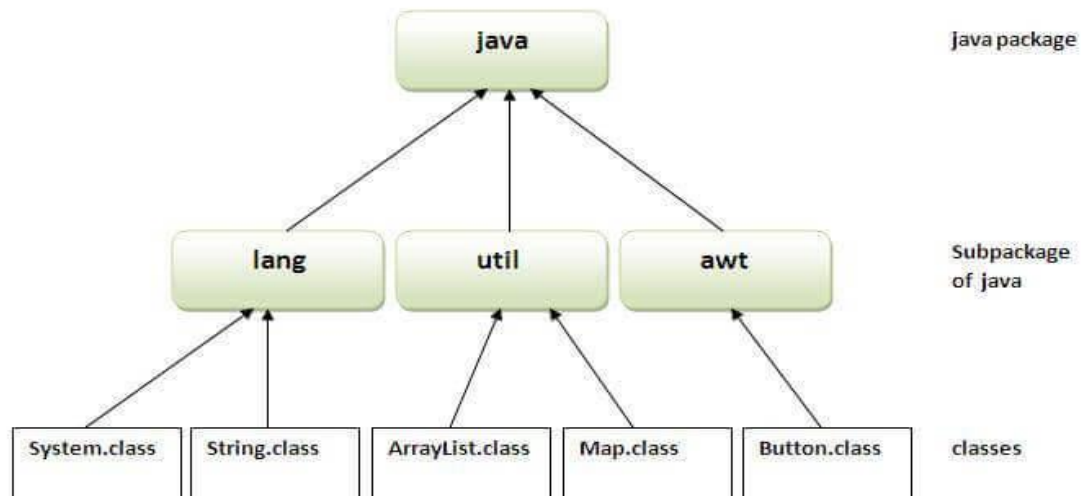 java
java package
lang
util
awt
Subpackage
of java
System.class
String.class
ArrayList.class
Map.class
Button.class
classes